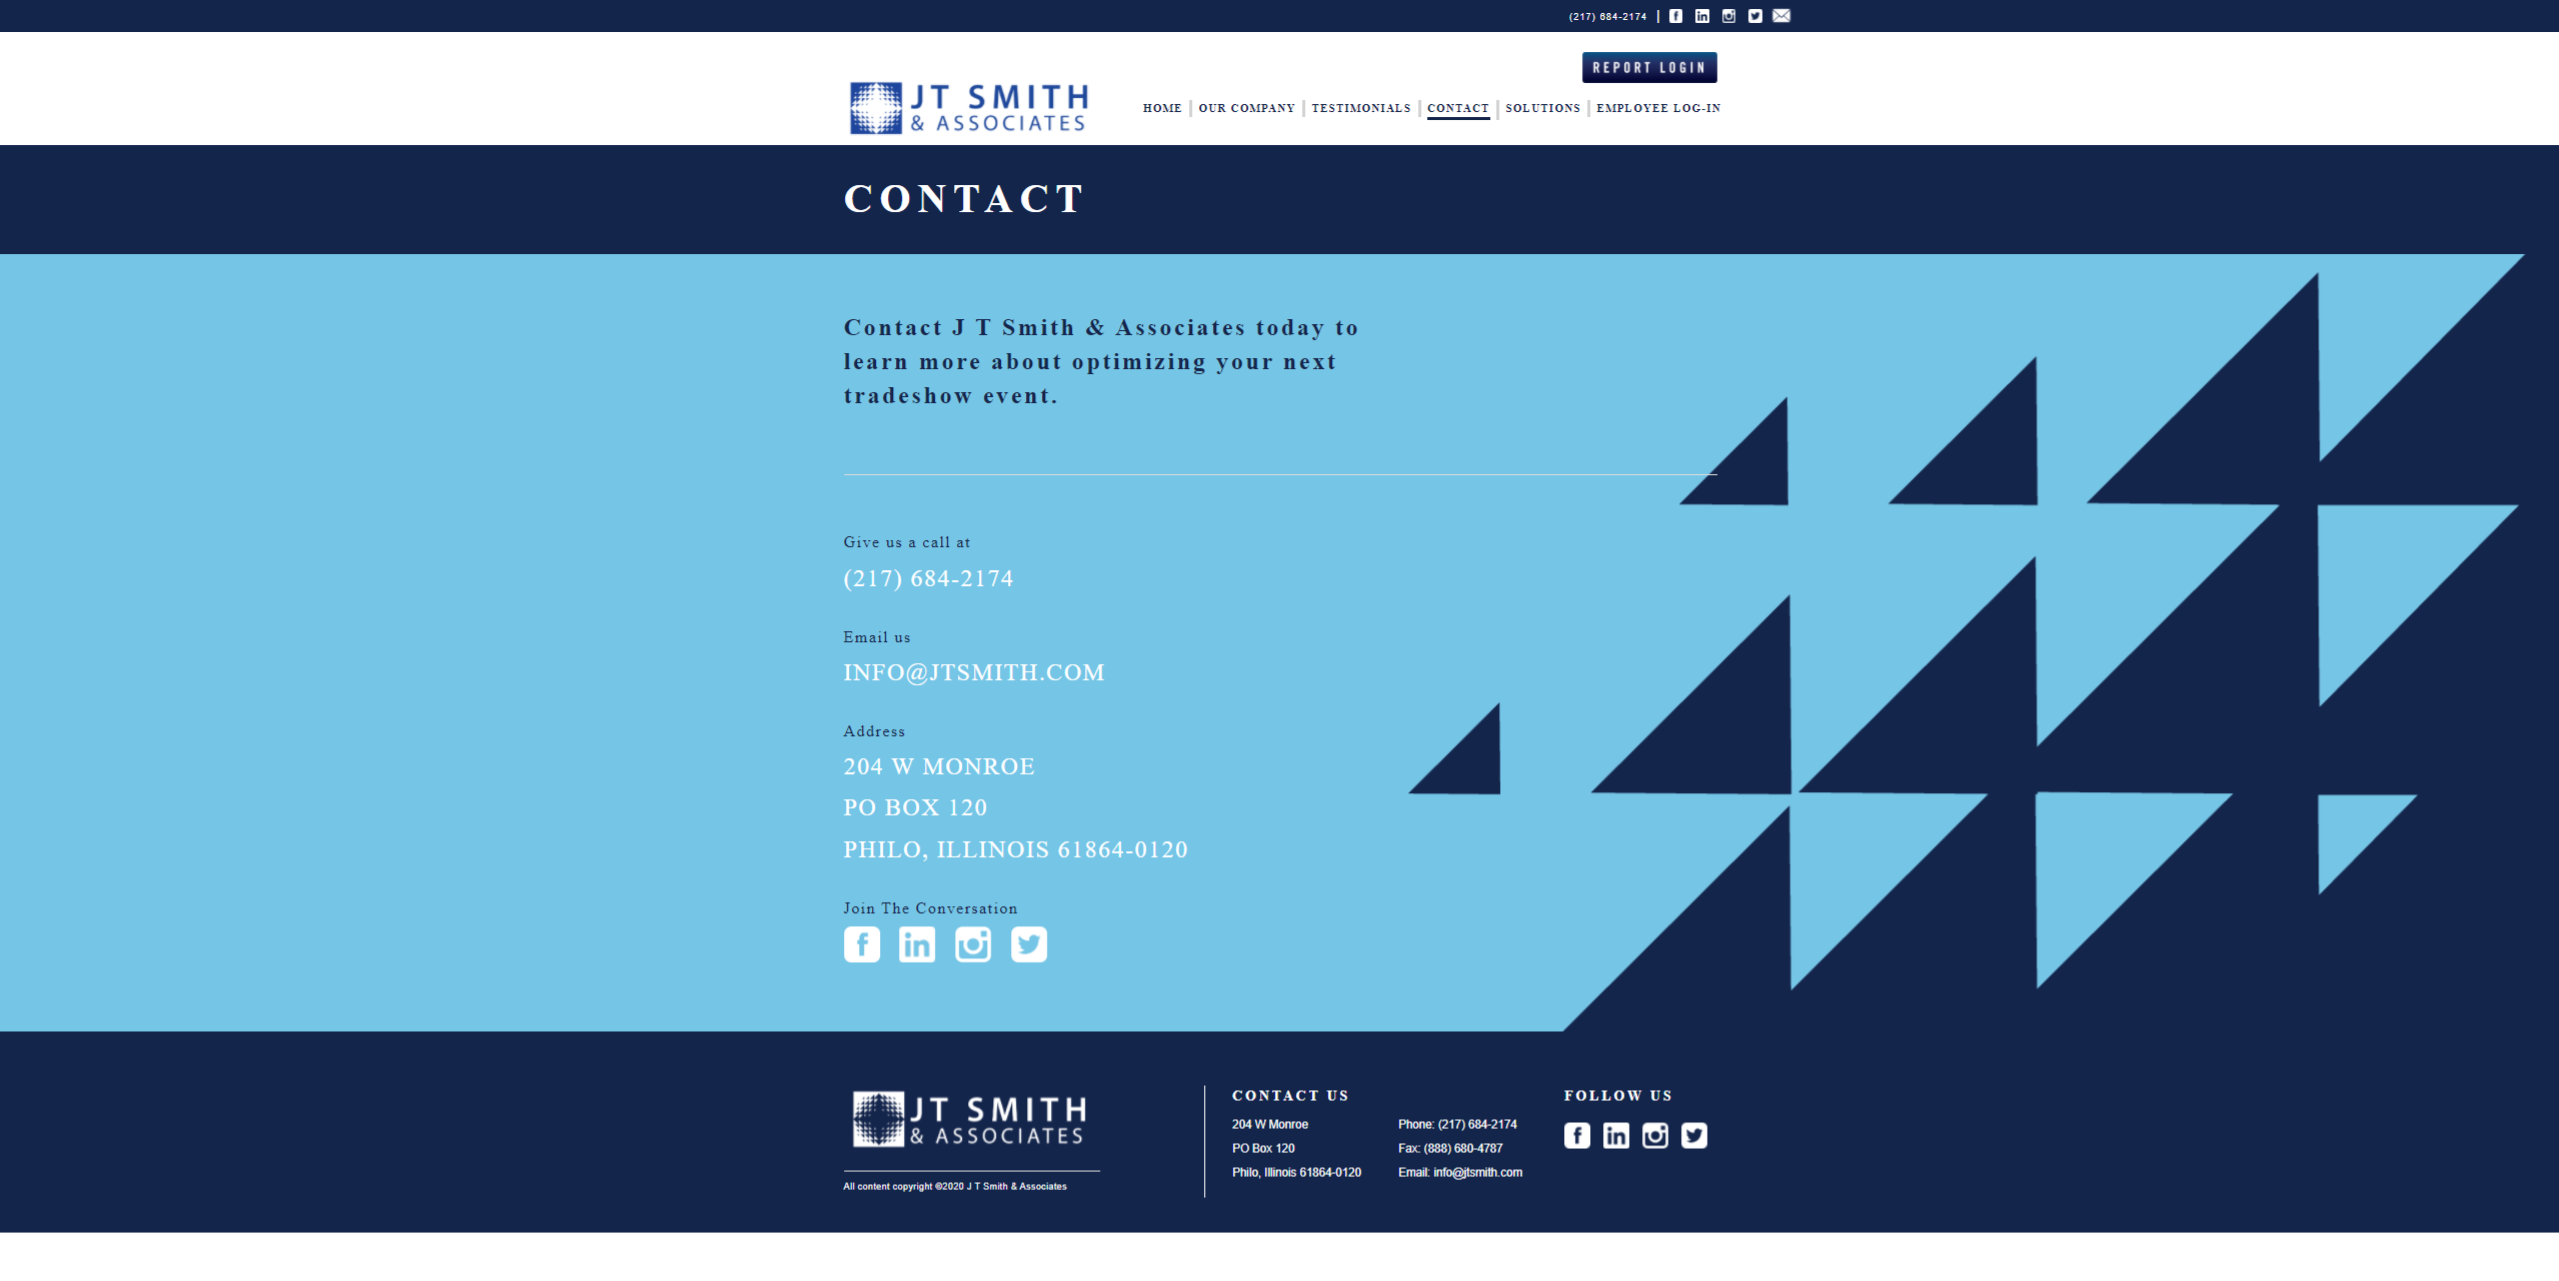 (217) 684-2174 |
REPORT LOGIN
JT SMITH
& ASSOCIATES
HOME | OUR COMPANY | TESTIMONIALS | CONTACT | SOLUTIONS | EMPLOYEE LOG-IN
CONTACT
Contact J T Smith & Associates today to
learn more about optimizing your next
tradeshow event.
Give us a call at
(217) 684-2174
Email us
INFO@JTSMITH.COM
Address
204 W MONROE
PO BOX 120
PHILO, ILLINOIS 61864-0120
Join The Conversation
JT SMITH
& ASSOCIATES
All content copyright ©2020 J T Smith & Associates
CONTACT US
204 W Monroe
PO Box 120
Philo, Illinois 61864-0120
Phone: (217) 684-2174
Fax: (888) 680-4787
Email: info@jtsmith.com
FOLLOW US